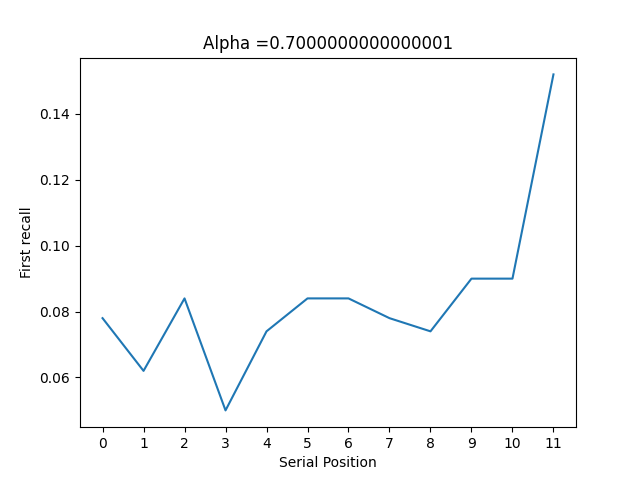 Alpha =0.7000000000000001
0.14
0.12
0.10
0.08
0.06
First recall
0 1 2 3 4 5 6 7 8 9 10 11
Serial Position